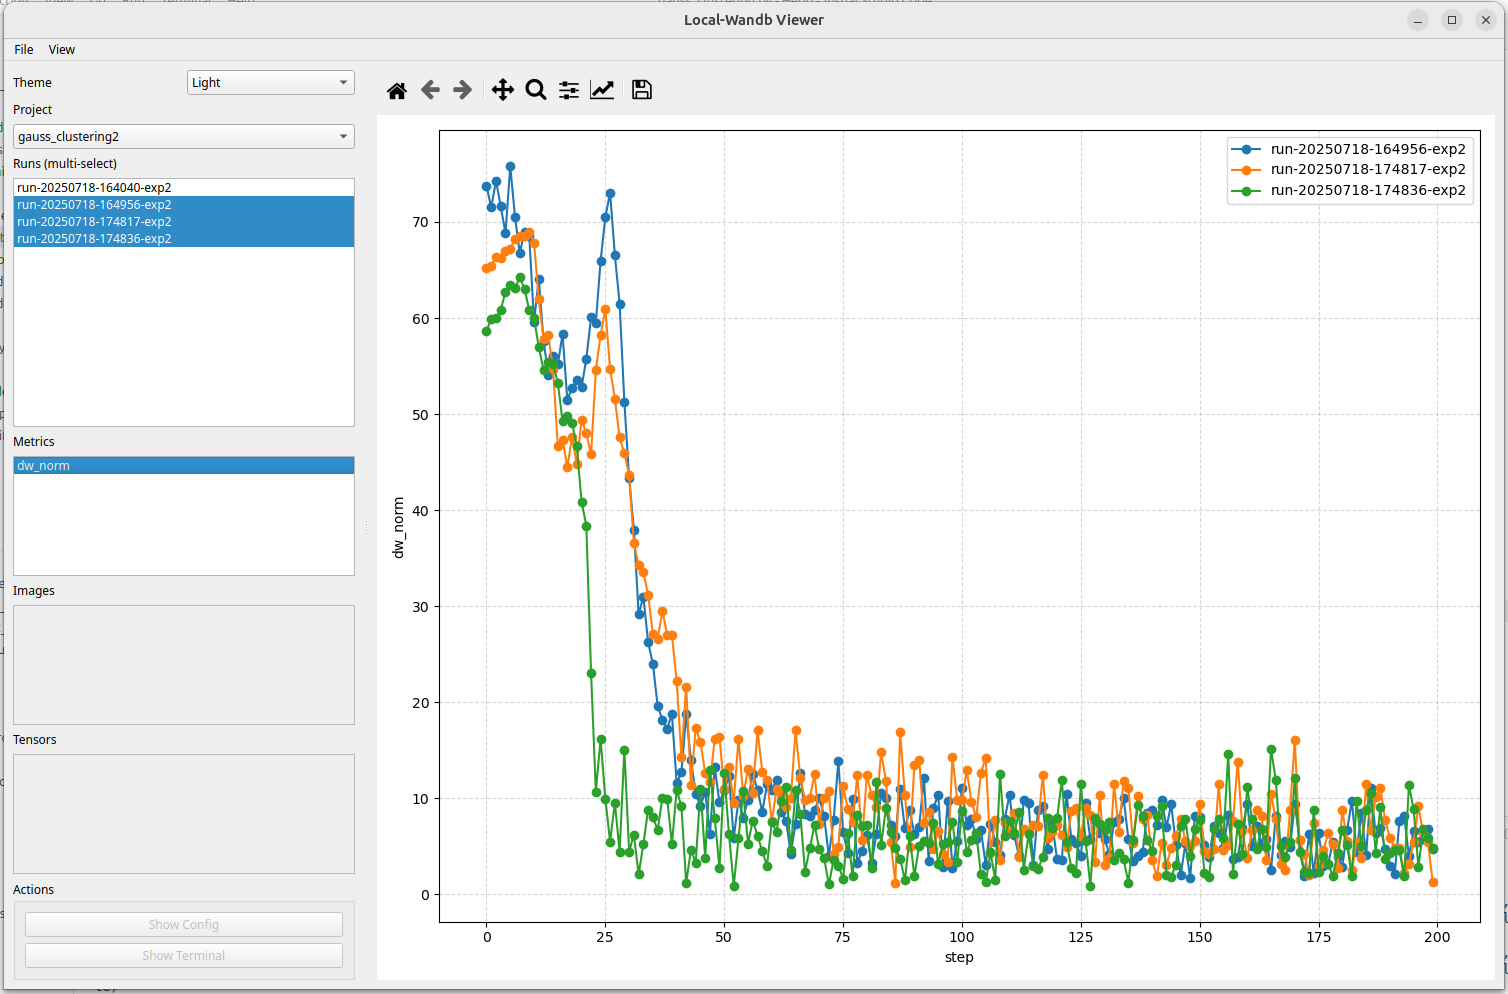 Local-Wandb Viewer
File View
Theme
Light
Project
gauss_clustering2
Runs (multi-select)
run-20250718-164040-exp2
run-20250718-164956-exp2
run-20250718-174817-exp2
run-20250718-174836-exp2
Metrics
dw_norm
Images
Tensors
Actions
Show Config
Show Terminal
run-20250718-164956-exp2
run-20250718-174817-exp2
run-20250718-174836-exp2
70
60
50
40
30
20
10
0
dw_norm
0 25 50 75 100 125 150 175 200
step